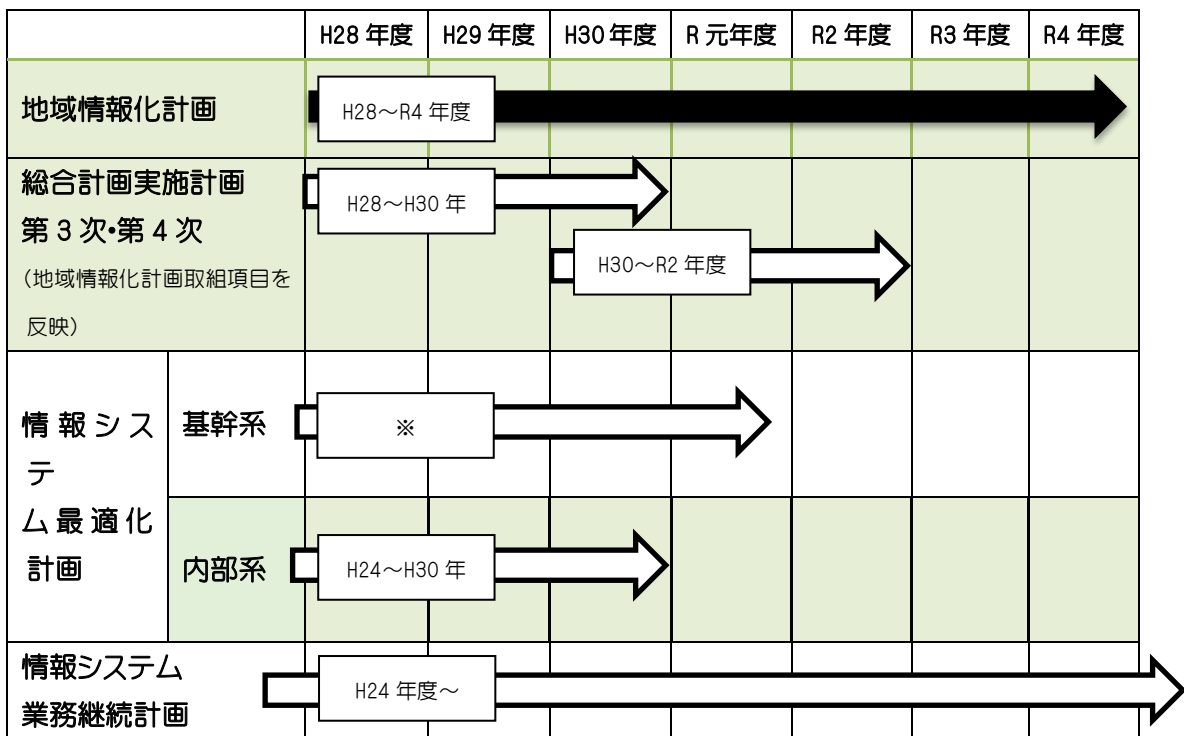 H28 年度 H29 年度 H30 年度 R 元年度 R2 年度 R3 年度 R4 年度
地域情報化計画
H28～R4 年度
総合計画実施計画
第 3 次・第 4 次
（地域情報化計画取組項目を
反映）
H28～H30 年
H30～R2 年度
情 報 シ ス
テ
ム 最 適 化
計画
基幹系
※
内部系
H24～H30 年
情報システム
業務継続計画
H24 年度～